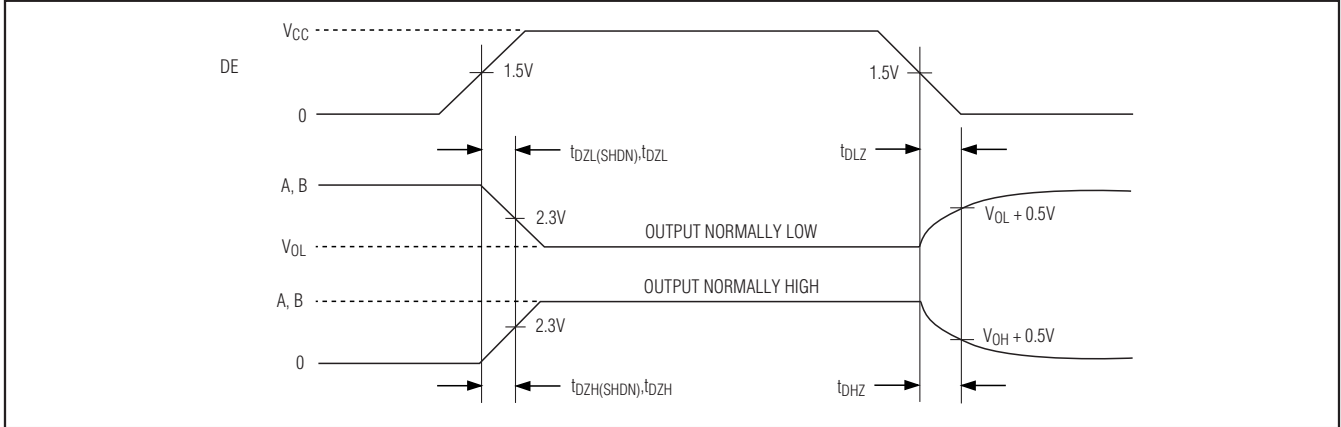 VCC
DE
1.5V
1.5V
0
tDZL(SHDN),tDZL
tDLZ
A, B
2.3V
VOL + 0.5V
VOL
OUTPUT NORMALLY LOW
A, B
OUTPUT NORMALLY HIGH
2.3V
VOH + 0.5V
0
tDZH(SHDN),tDZH
tDHZ